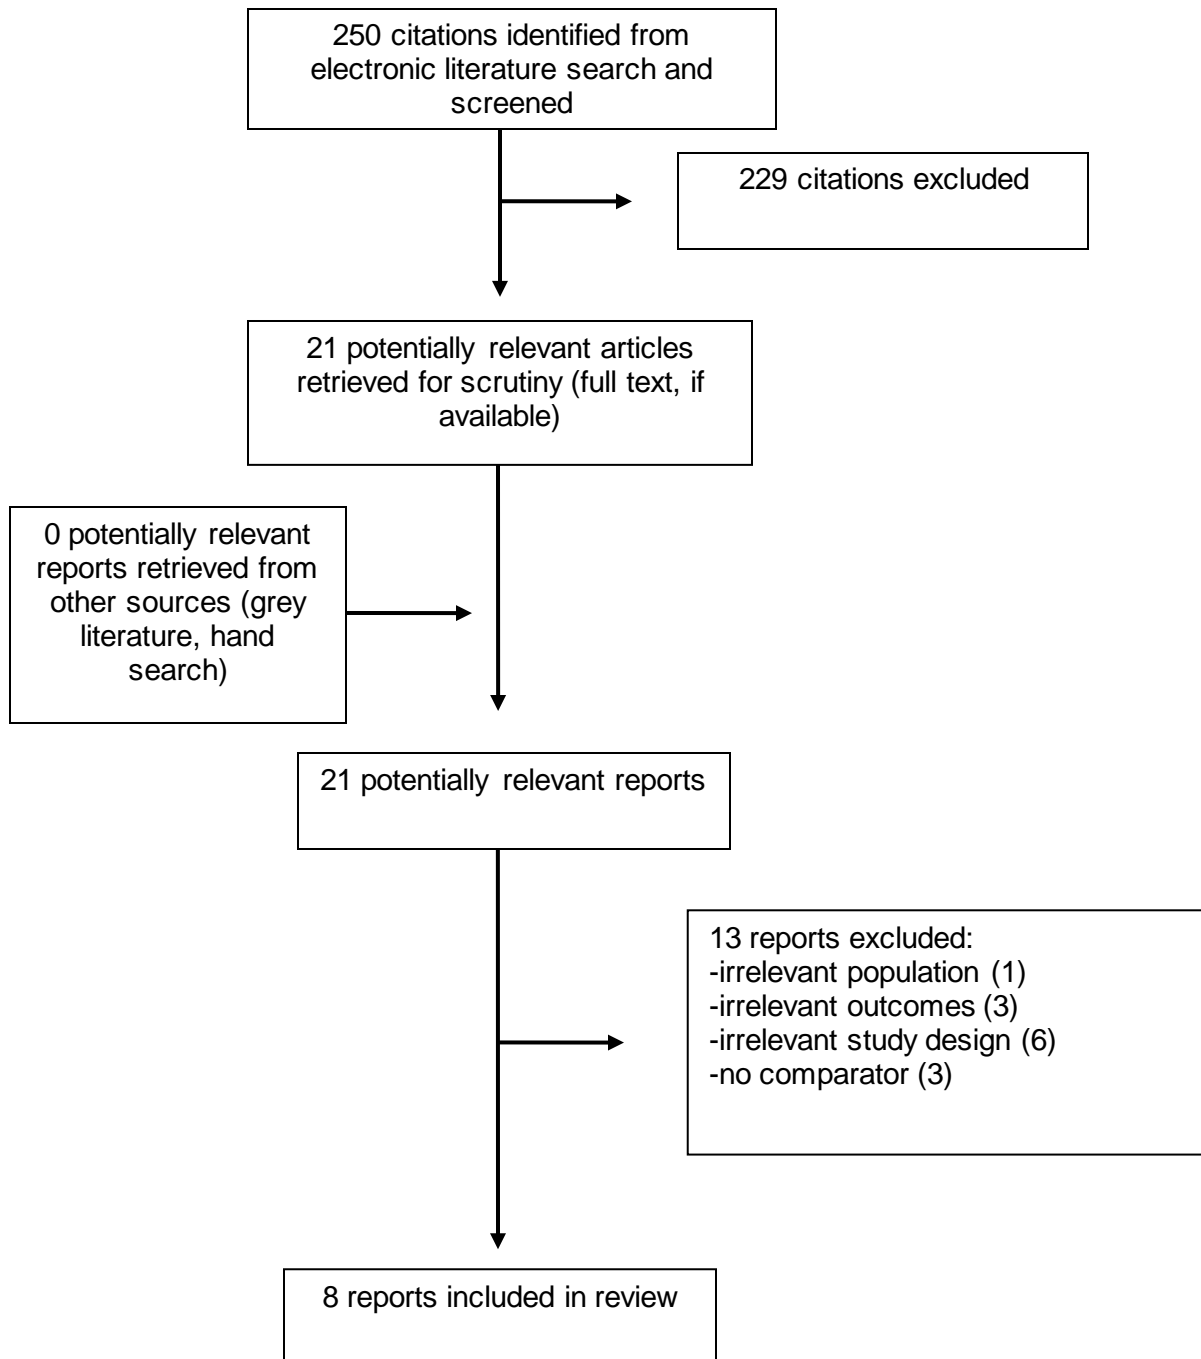 250 citations identified from
electronic literature search and
screened
229 citations excluded
21 potentially relevant articles
retrieved for scrutiny (full text, if
available)
0 potentially relevant
reports retrieved from
other sources (grey
literature, hand
search)
21 potentially relevant reports
13 reports excluded:
-irrelevant population (1)
-irrelevant outcomes (3)
-irrelevant study design (6)
-no comparator (3)
8 reports included in review